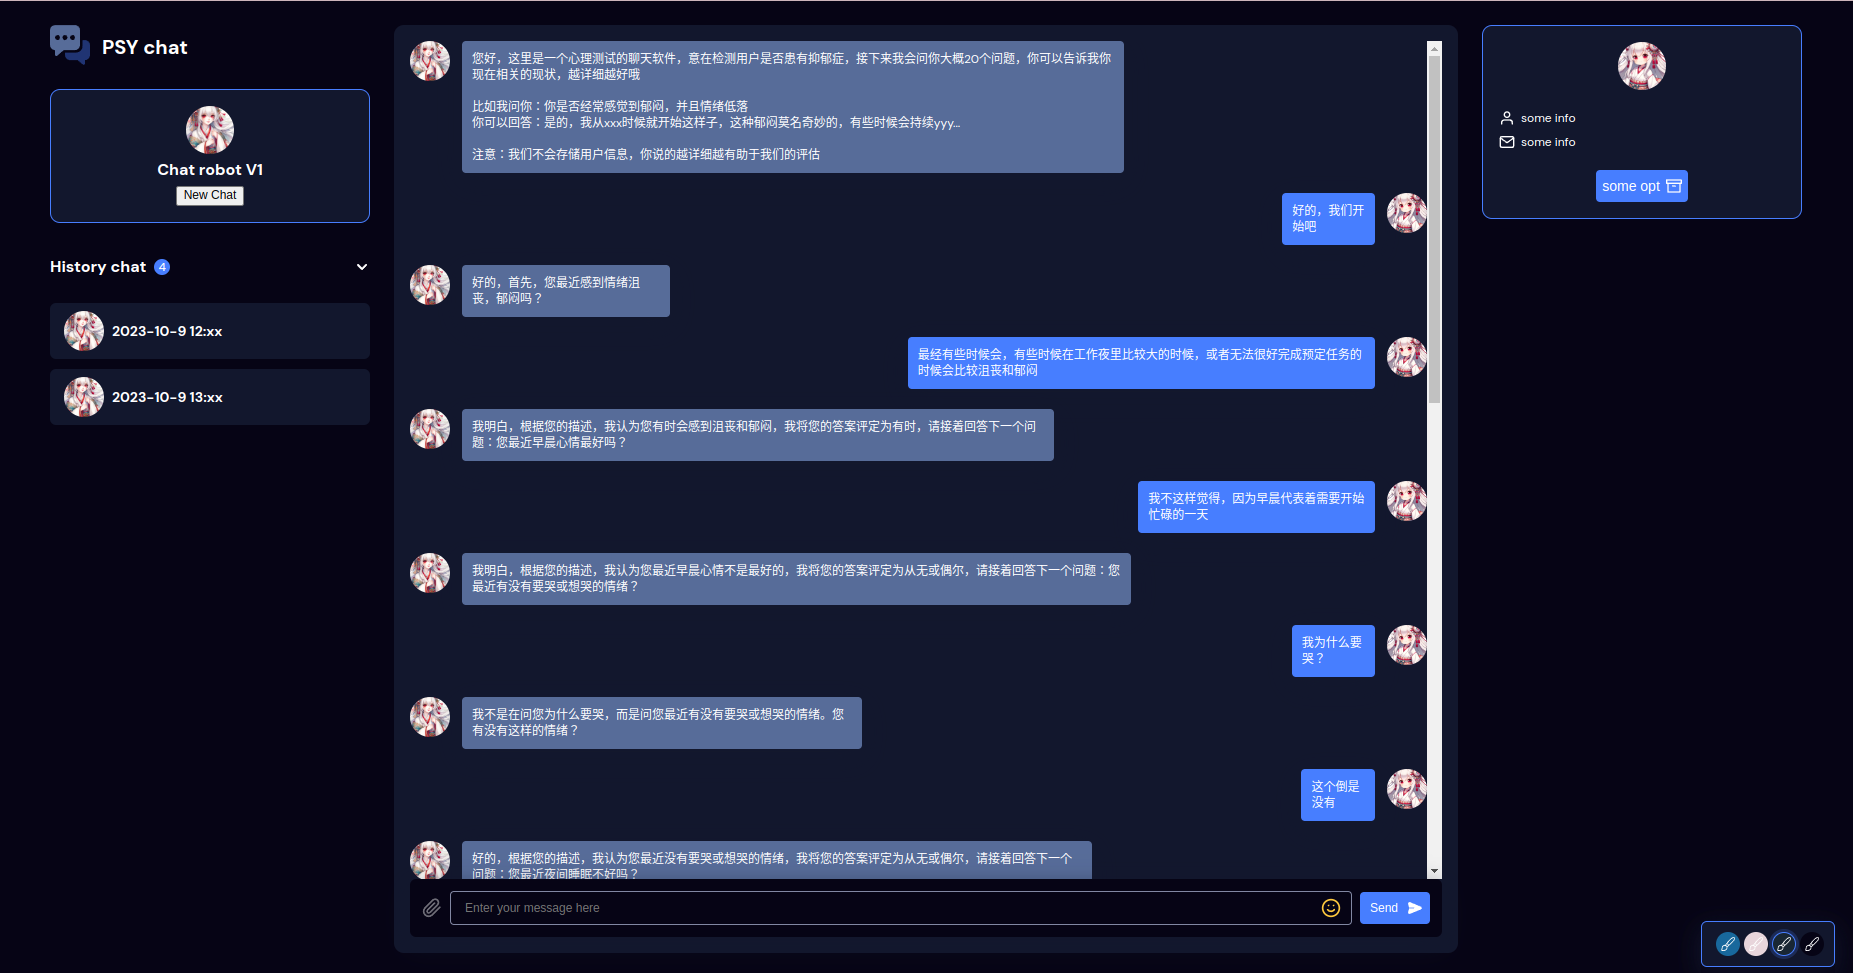 PSY chat
Chat robot V1
New Chat
History chat 4
2023-10-9 12:xx
2023-10-9 13:xx
您好，这里是一个心理测试的聊天软件，意在检测用户是否患有抑郁症，接下来我会问你大概20个问题，你可以告诉我你
现在相关的现状，越详细越好哦
比如我问你：你是否经常感觉到郁闷，并且情绪低落
你可以回答：是的，我从xxx时候就开始这样子，这种郁闷莫名奇妙的，有些时候会持续yyy...
注意：我们不会存储用户信息，你说的越详细越有助于我们的评估
好的，我们开
始吧
好的，首先，您最近感到情绪沮
丧，郁闷吗？
最经有些时候会，有些时候在工作夜里比较大的时候，或者无法很好完成预定任务的
时候会比较沮丧和郁闷
我明白，根据您的描述，我认为您有时会感到沮丧和郁闷，我将您的答案评定为有时，请接着回答下一个问
题：您最近早晨心情最好吗？
我不这样觉得，因为早晨代表着需要开始
忙碌的一天
我明白，根据您的描述，我认为您最近早晨心情不是最好的，我将您的答案评定为从无或偶尔，请接着回答下一个问题：您
最近有没有要哭或想哭的情绪？
我为什么要
哭？
我不是在问您为什么要哭，而是问您最近有没有要哭或想哭的情绪。您
有没有这样的情绪？
这个倒是
没有
好的，根据您的描述，我认为您最近没有要哭或想哭的情绪，我将您的答案评定为从无或偶尔，请接着回答下一个
问题：您最近夜间睡眠不好吗？
Enter your message here
Send
some info
some info
some opt